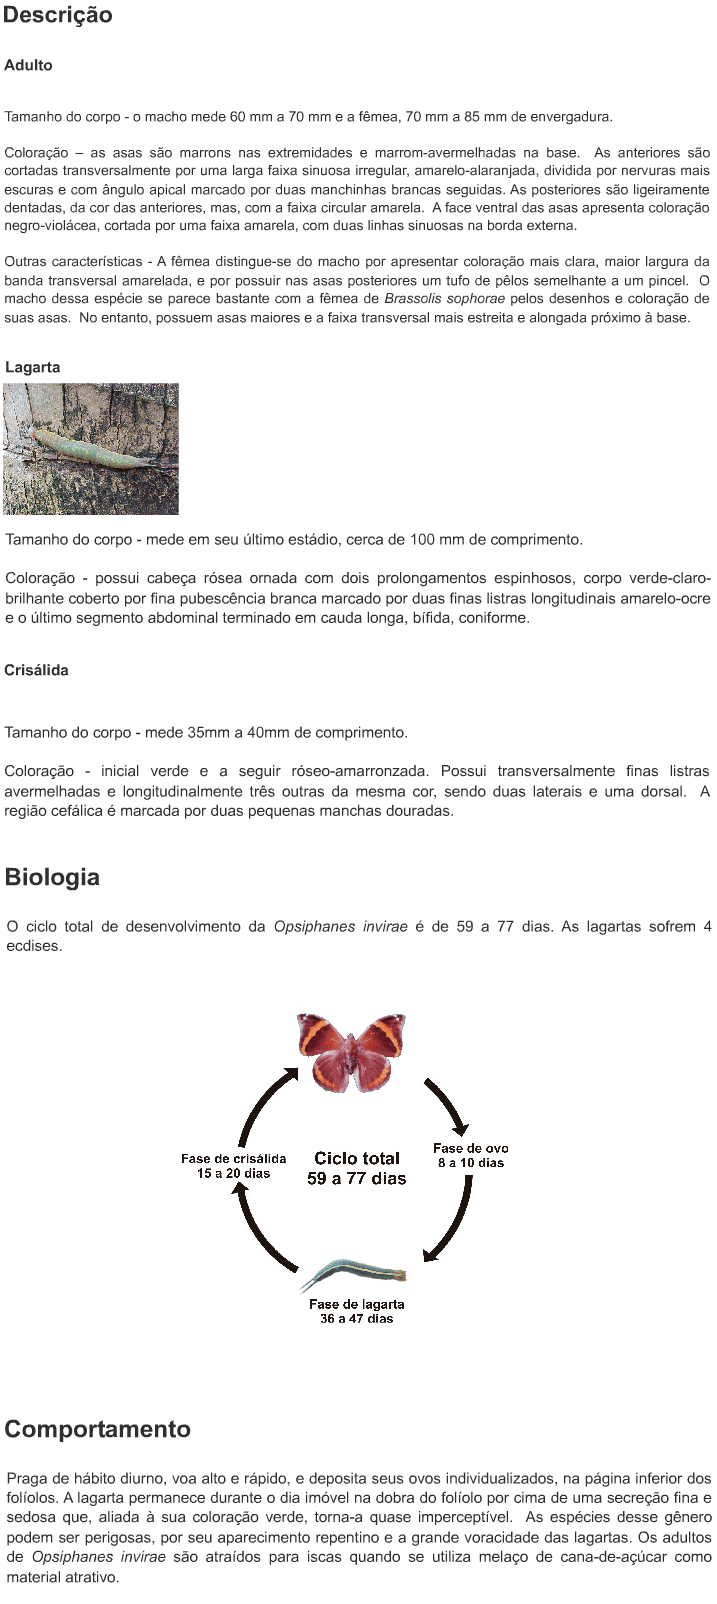 Descrição
Adulto
Tamanho do corpo - o macho mede 60 mm a 70 mm e a fêmea, 70 mm a 85 mm de envergadura.
Coloração – as asas são marrons nas extremidades e marrom-avermelhadas na base. As anteriores são
cortadas transversalmente por uma larga faixa sinuosa irregular, amarelo-alaranjada, dividida por nervuras mais
escuras e com ângulo apical marcado por duas manchinhas brancas seguidas. As posteriores são ligeiramente
dentadas, da cor das anteriores, mas, com a faixa circular amarela. A face ventral das asas apresenta coloração
negro-violácea, cortada por uma faixa amarela, com duas linhas sinuosas na borda externa.
Outras características - A fêmea distingue-se do macho por apresentar coloração mais clara, maior largura da
banda transversal amarelada, e por possuir nas asas posteriores um tufo de pêlos semelhante a um pincel. O
macho dessa espécie se parece bastante com a fêmea de Brassolis sophorae pelos desenhos e coloração de
suas asas. No entanto, possuem asas maiores e a faixa transversal mais estreita e alongada próximo à base.
Lagarta
Tamanho do corpo - mede em seu último estádio, cerca de 100 mm de comprimento.
Coloração - possui cabeça rósea ornada com dois prolongamentos espinhosos, corpo verde-claro-
brilhante coberto por fina pubescência branca marcado por duas finas listras longitudinais amarelo-ocre
e o último segmento abdominal terminado em cauda longa, bífida, coniforme.
Crisálida
Tamanho do corpo - mede 35mm a 40mm de comprimento.
Coloração - inicial verde e a seguir róseo-amarronzada. Possui transversalmente finas listras
avermelhadas e longitudinalmente três outras da mesma cor, sendo duas laterais e uma dorsal. A
região cefálica é marcada por duas pequenas manchas douradas.
Biologia
O ciclo total de desenvolvimento da Opsiphanes invirae é de 59 a 77 dias. As lagartas sofrem 4
ecdises.
Fase de ovo
8 a 10 dias
Fase de crisálida
15 a 20 dias
Ciclo total
59 a 77 dias
Fase de lagarta
36 a 47 dias
Comportamento
Praga de hábito diurno, voa alto e rápido, e deposita seus ovos individualizados, na página inferior dos
folíolos. A lagarta permanece durante o dia imóvel na dobra do folíolo por cima de uma secreção fina e
sedosa que, aliada à sua coloração verde, torna-a quase imperceptível. As espécies desse gênero
podem ser perigosas, por seu aparecimento repentino e a grande voracidade das lagartas. Os adultos
de Opsiphanes invirae são atraídos para iscas quando se utiliza melaço de cana-de-açúcar como
material atrativo.